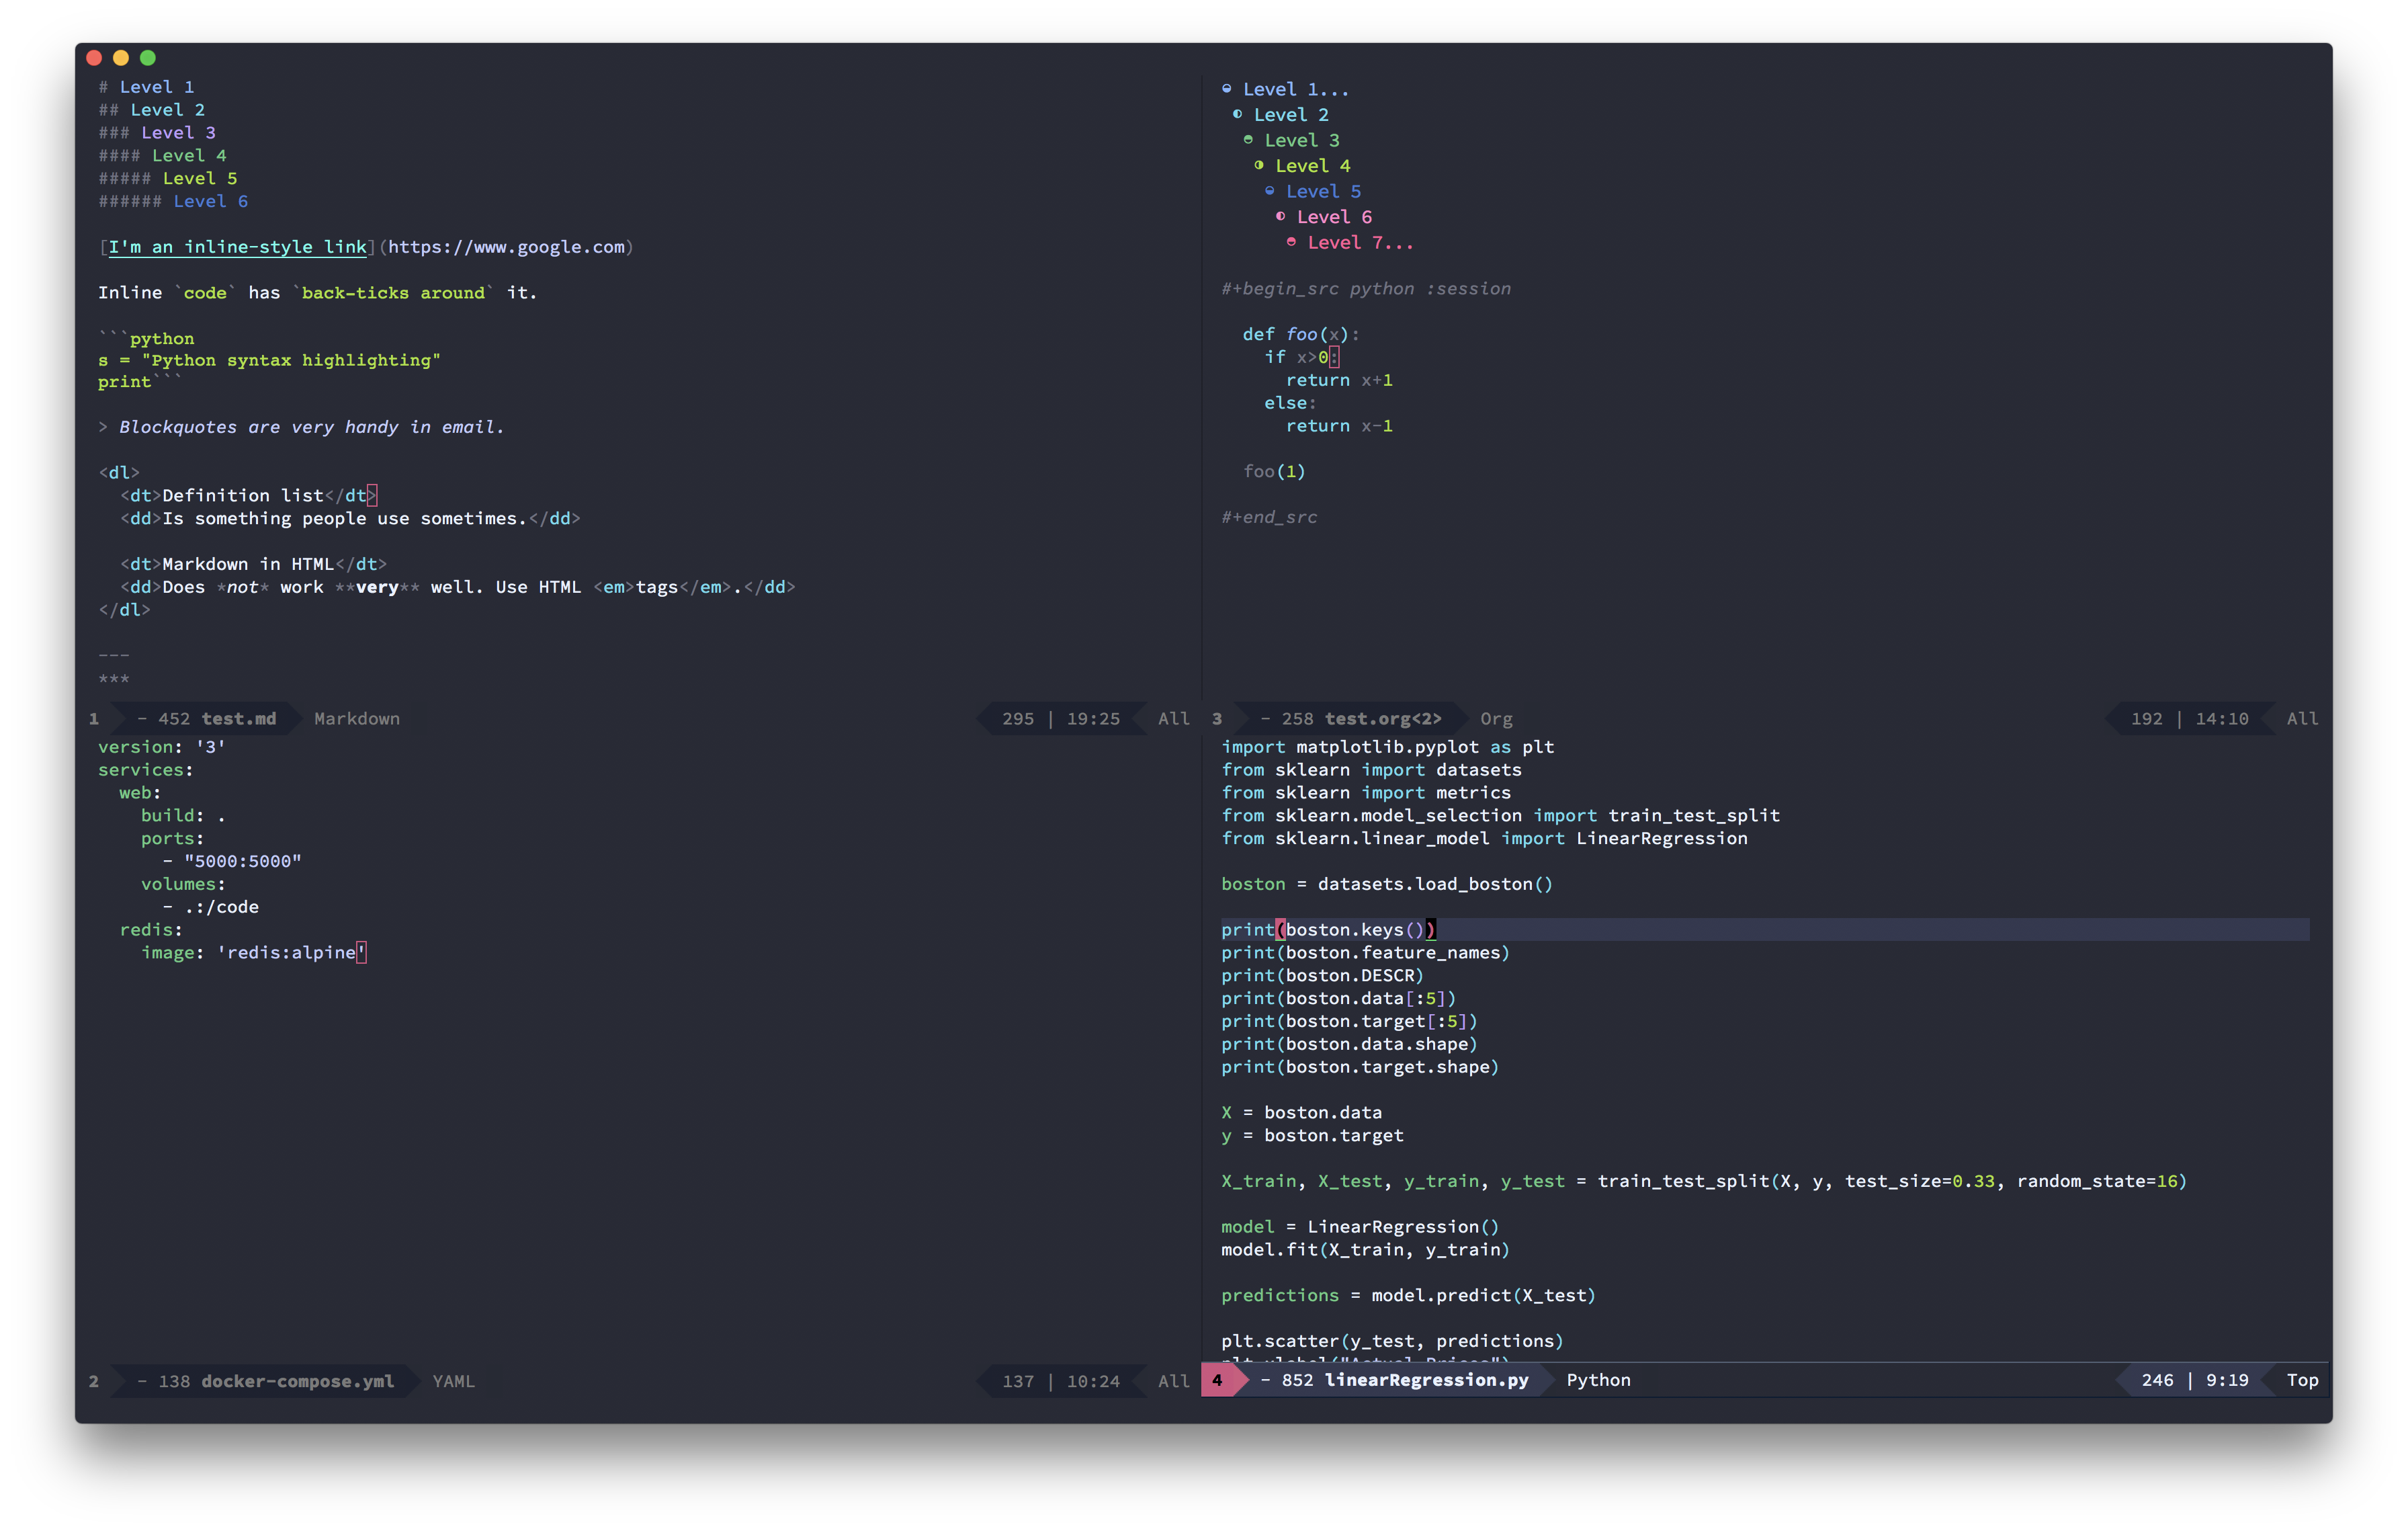 # Level 1
## Level 2
### Level 3
#### Level 4
##### Level 5
###### Level 6
[I'm an inline-style link](https://www.google.com)
Inline `code` has `back-ticks around` it.
```python
s = "Python syntax highlighting"
print```
> Blockquotes are very handy in email.
<dl>
<dt>Definition list</dt>
<dd>Is something people use sometimes.</dd>
<dt>Markdown in HTML</dt>
<dd>Does *not* work **very** well. Use HTML <em>tags</em>.</dd>
</dl>
---
***
1 - 452 test.md Markdown 295 | 19:25 All
Level 1...
Level 2
Level 3
Level 4
Level 5
Level 6
Level 7...
#+begin_src python :session
def foo(x):
if x>0:
return x+1
else:
return x-1
foo(1)
#+end_src
3 - 258 test.org<2> Org 192 | 14:10 All
version: '3'
services:
web:
build: .
ports:
- "5000:5000"
volumes:
- .:/code
redis:
image: 'redis:alpine'
2 - 138 docker-compose.yml YAML 137 | 10:24 All
import matplotlib.pyplot as plt
from sklearn import datasets
from sklearn import metrics
from sklearn.model_selection import train_test_split
from sklearn.linear_model import LinearRegression
boston = datasets.load_boston()
print(boston.keys())
print(boston.feature_names)
print(boston.DESCR)
print(boston.data[:5])
print(boston.target[:5])
print(boston.data.shape)
print(boston.target.shape)
X = boston.data
y = boston.target
X_train, X_test, y_train, y_test = train_test_split(X, y, test_size=0.33, random_state=16)
model = LinearRegression()
model.fit(X_train, y_train)
predictions = model.predict(X_test)
plt.scatter(y_test, predictions)
plt.xlabel("Actual Prices")
4 - 852 linearRegression.py Python 246 | 9:19 Top